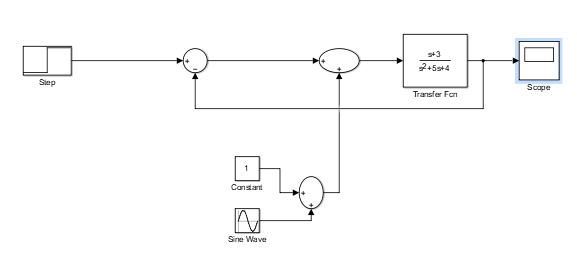 Step
+
−
+
+
s+3
s²+5s+4
Transfer Fcn
Scope
1
Constant
+
+
Sine Wave